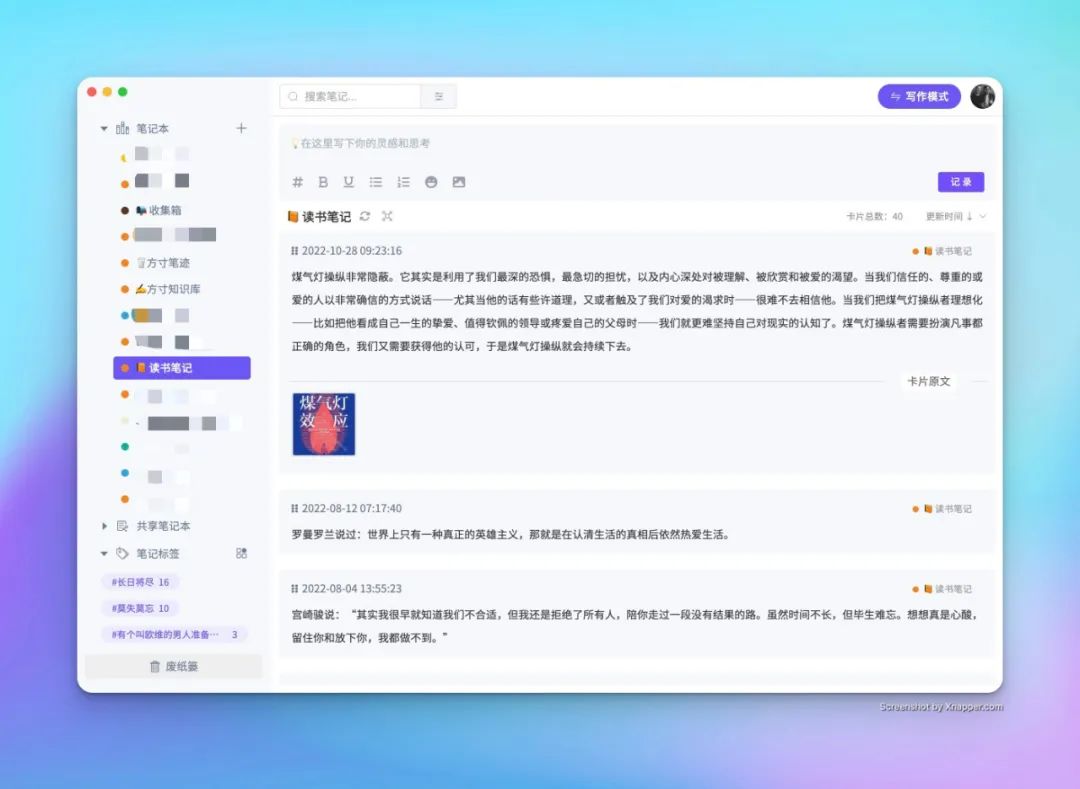 搜索笔记...
写作模式
笔记本
收集箱
方寸笔迹
方寸知识库
读书笔记
共享笔记本
笔记标签
#长日将尽 16
#莫失莫忘 10
#有个叫欧维的男人准备… 3
废纸篓
在这里写下你的灵感和思考
记录
读书笔记
卡片总数：40 更新时间↓
2022-10-28 09:23:16 读书笔记
煤气灯操纵非常隐蔽。它其实是利用了我们最深的恐惧，最急切的担忧，以及内心深处对被理解、被欣赏和被爱的渴望。当我们信任的、尊重的或
爱的人以非常确信的方式说话——尤其当他的话有些许道理，又或者触及了我们对爱的渴求时——很难不去相信他。当我们把煤气灯操纵者理想化
——比如把他看成自己一生的挚爱、值得钦佩的领导或疼爱自己的父母时——我们就更难坚持自己对现实的认知了。煤气灯操纵者需要扮演凡事都
正确的角色，我们又需要获得他的认可，于是煤气灯操纵就会持续下去。
卡片原文
煤气灯
效应
2022-08-12 07:17:40 读书笔记
罗曼罗兰说过：世界上只有一种真正的英雄主义，那就是在认清生活的真相后依然热爱生活。
2022-08-04 13:55:23 读书笔记
宫崎骏说：“其实我很早就知道我们不合适，但我还是拒绝了所有人，陪你走过一段没有结果的路。虽然时间不长，但毕生难忘。想想真是心酸，
留住你和放下你，我都做不到。”
Screenshot by Xnapper.com